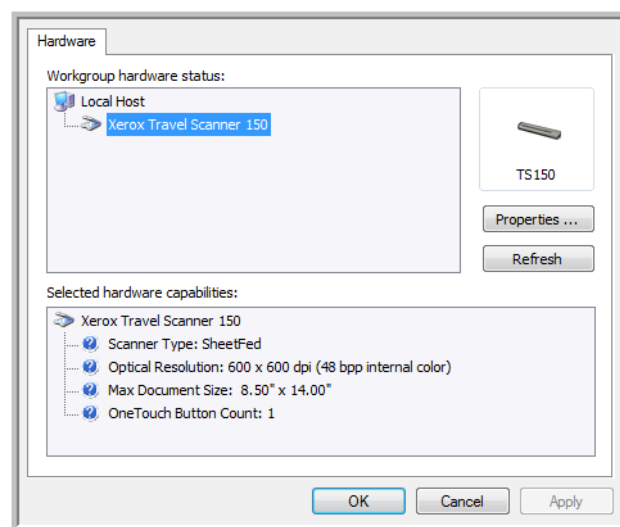 Hardware
Workgroup hardware status:
Local Host
Xerox Travel Scanner 150
TS150
Properties ...
Refresh
Selected hardware capabilities:
Xerox Travel Scanner 150
Scanner Type: SheetFed
Optical Resolution: 600 x 600 dpi (48 bpp internal color)
Max Document Size: 8.50" x 14.00"
OneTouch Button Count: 1
OK Cancel Apply